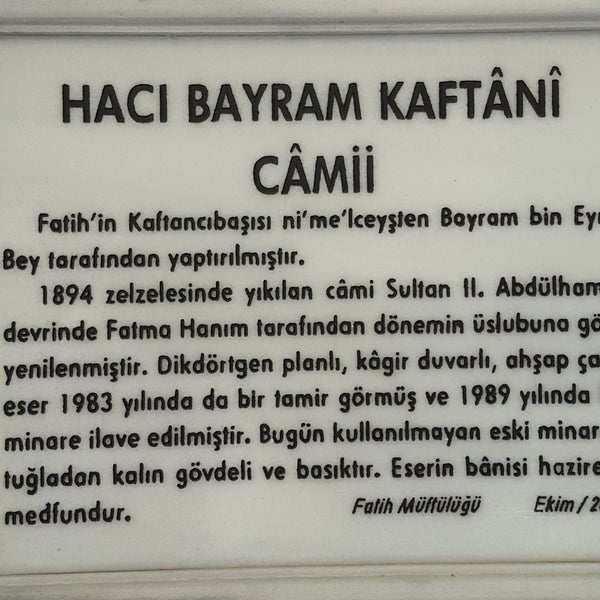 HACI BAYRAM KAFTÂNÎ
CÂMİİ
Fatih'in Kaftancıbaşısı ni'me'lceyşten Bayram bin
Bey tarafından yaptırılmıştır.
1894 zelzelesinde yıkılan câmi Sultan II.
devrinde Fatma Hanım tarafından dönemin üslubuna
yenilenmiştir. Dikdörtgen planlı, kâgir duvarlı, ahşap
eser 1983 yılında da bir tamir görmüş ve 1989 yılında
minare ilave edilmiştir. Bugün kullanılmayan eski
tuğladan kalın gövdeli ve basıktır. Eserin bânisi
medfundur.
Fatih Müftülüğü Ekim /